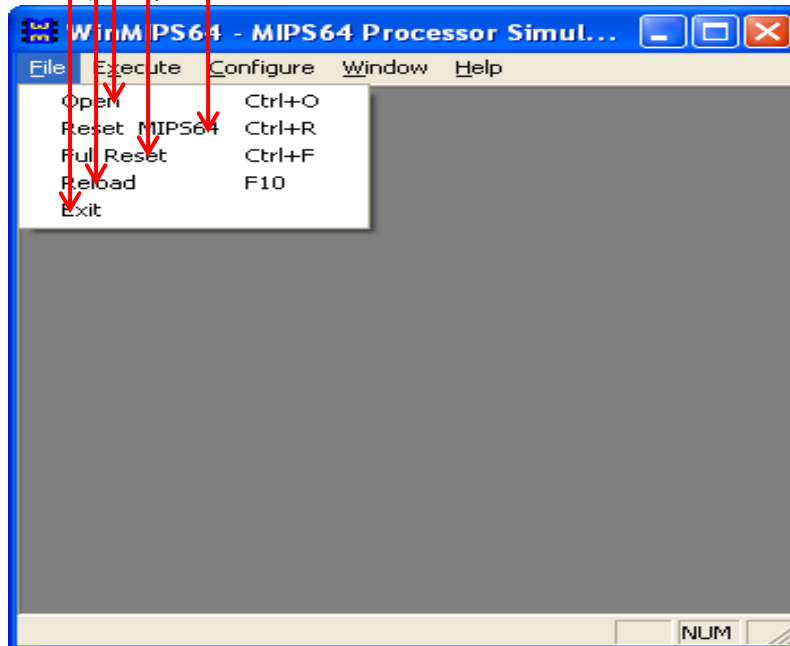 WinMIPS64 - MIPS64 Processor Simul...
File Execute Configure Window Help
Open Ctrl+O
Reset MIPS64 Ctrl+R
Full Reset Ctrl+F
Reload F10
Exit
NUM